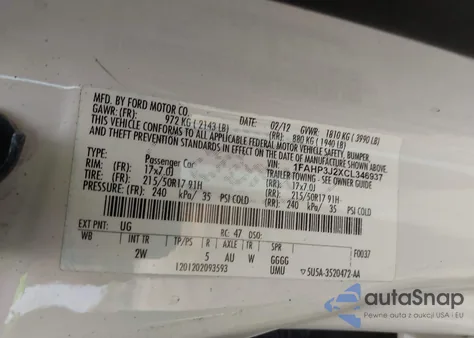 MFD. BY FORD MOTOR CO.
DATE: 02/12 GVWR: 1810 KG (3990 LB)
GAWR: (FR): 972 KG (2143 LB) (RR): 880 KG (1940 LB)
THIS VEHICLE CONFORMS TO ALL APPLICABLE FEDERAL MOTOR VEHICLE SAFETY, BUMPER,
AND THEFT PREVENTION STANDARDS IN EFFECT ON THE DATE OF MANUFACTURE SHOWN ABOVE.
VIN: 1FAHP3J2XCL346937
TYPE: Passenger Car TRAILER TOWING - SEE OWNER GUIDE
RIM: (FR): 17x7.0J (RR): 17x7.0J
TIRE: (FR): 215/50R17 91H (RR): 215/50R17 91H
PRESSURE: (FR): 240 kPa/ 35 PSI COLD (RR): 240 kPa/ 35 PSI COLD
EXT PNT: UG RC: 47 DSO: F0037
WB INT TR TP/PS R AXLE TR SPR
2W 5 AU W GGGG
1201202093593 UMU 5U5A-3520472-AA
autoSnap
Pewne auto z USA i EU